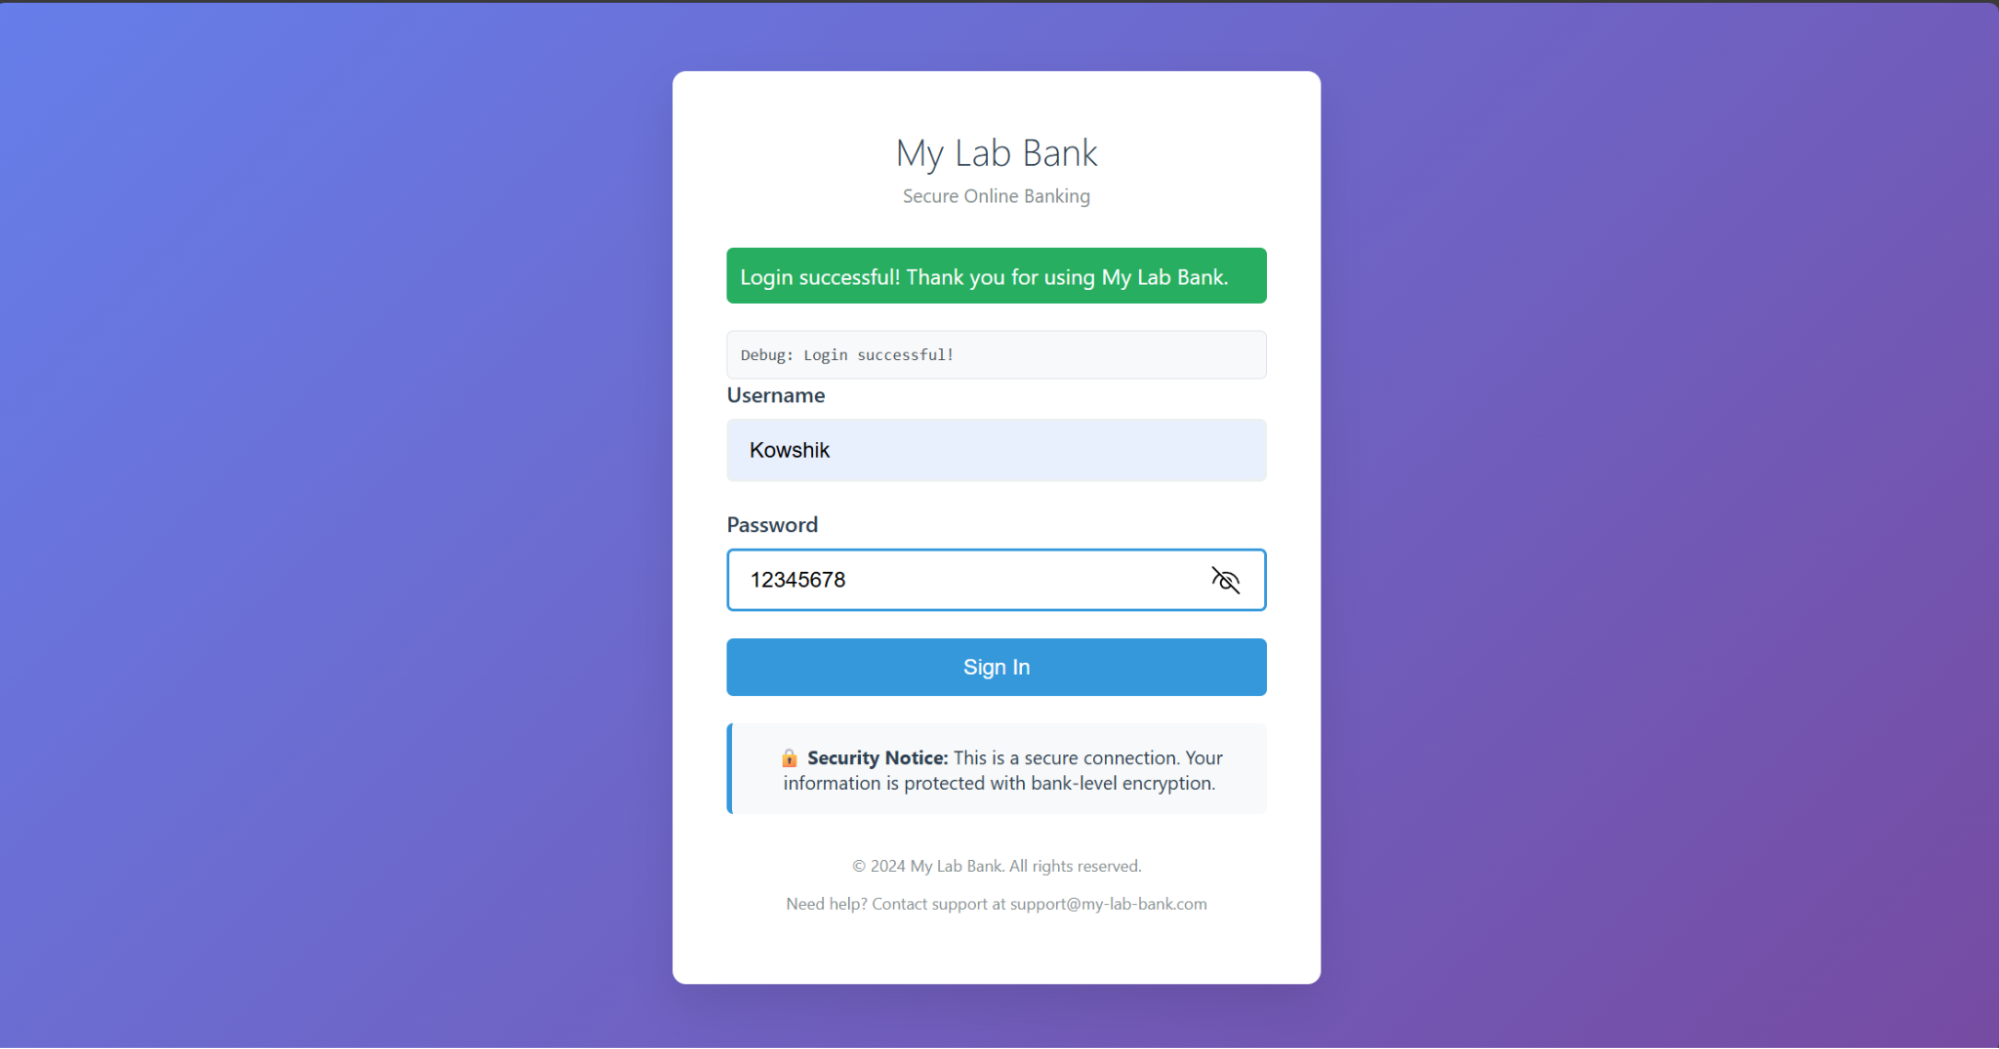 My Lab Bank
Secure Online Banking
Login successful! Thank you for using My Lab Bank.
Debug: Login successful!
Username
Kowshik
Password
12345678
Sign In
🔒 Security Notice: This is a secure connection. Your
information is protected with bank-level encryption.
© 2024 My Lab Bank. All rights reserved.
Need help? Contact support at support@my-lab-bank.com